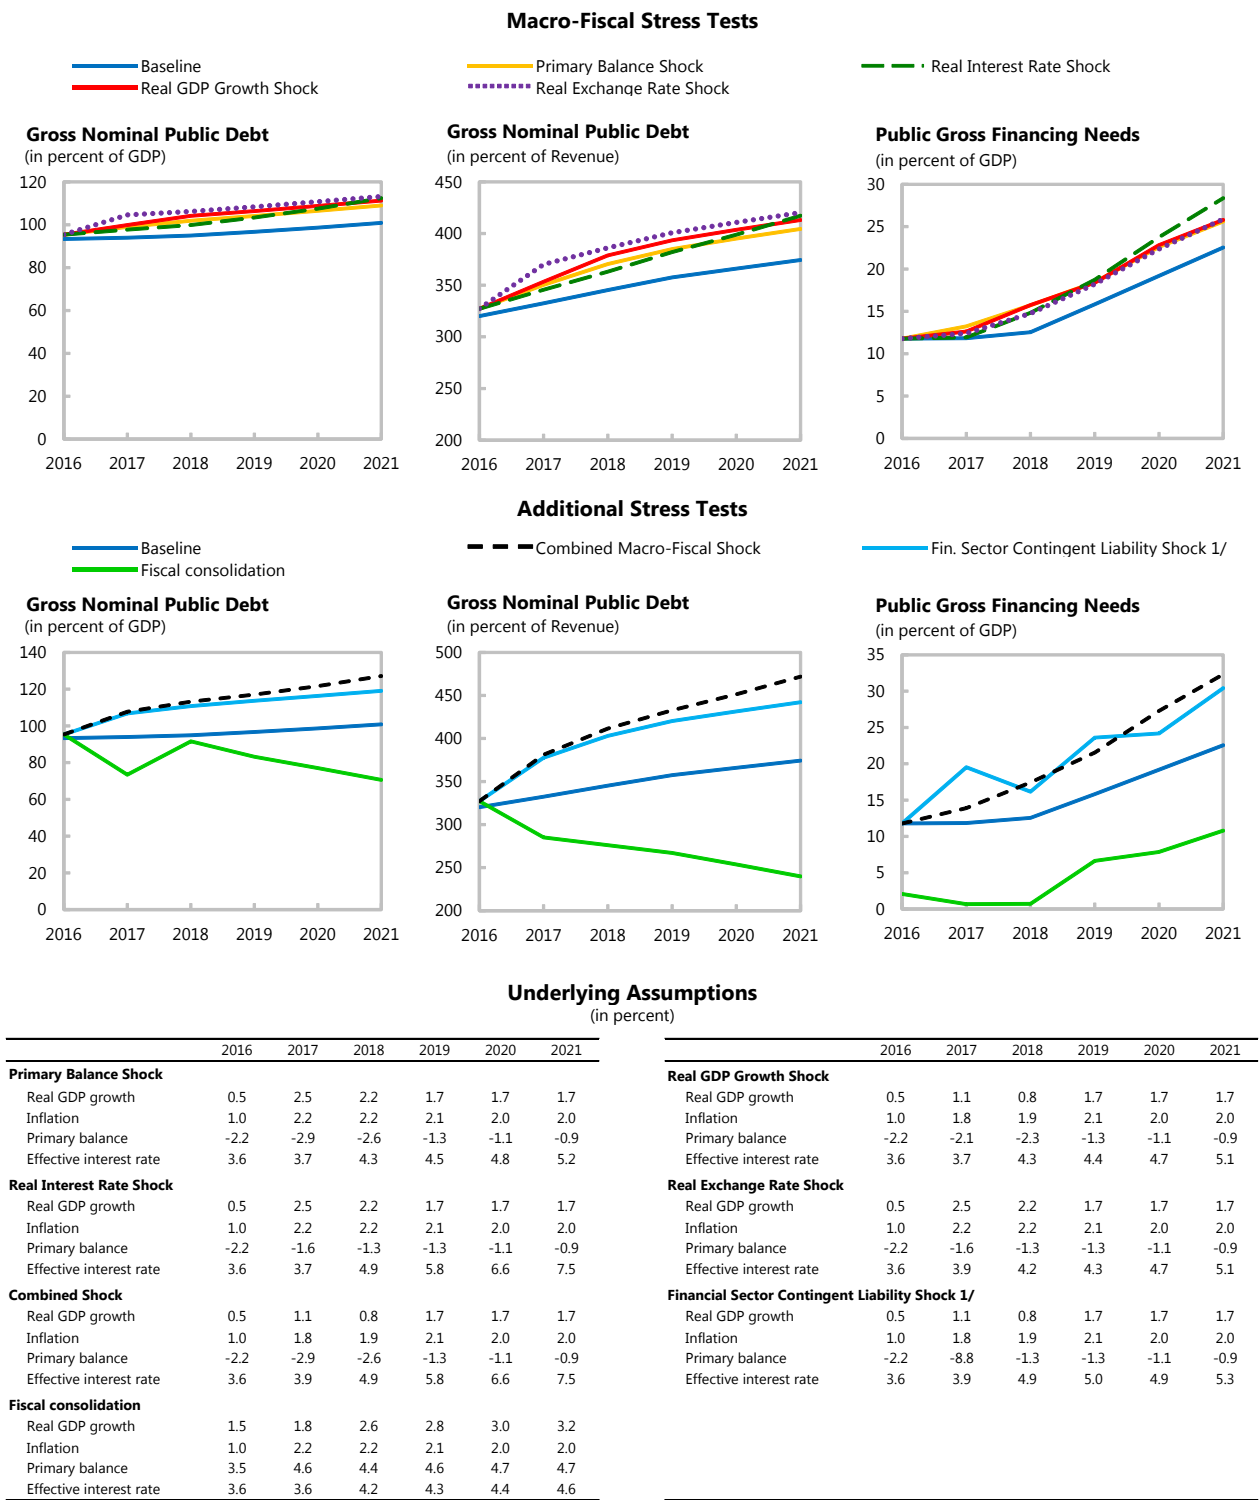 Macro-Fiscal Stress Tests
Baseline
Primary Balance Shock
Real Interest Rate Shock
Real GDP Growth Shock
Real Exchange Rate Shock
Gross Nominal Public Debt
(in percent of GDP)
120
100
80
60
40
20
0
2016 2017 2018 2019 2020 2021
Gross Nominal Public Debt
(in percent of Revenue)
450
400
350
300
250
200
2016 2017 2018 2019 2020 2021
Public Gross Financing Needs
(in percent of GDP)
30
25
20
15
10
5
0
2016 2017 2018 2019 2020 2021
Additional Stress Tests
Baseline
Combined Macro-Fiscal Shock
Fin. Sector Contingent Liability Shock 1/
Fiscal consolidation
Gross Nominal Public Debt
(in percent of GDP)
140
120
100
80
60
40
20
0
2016 2017 2018 2019 2020 2021
Gross Nominal Public Debt
(in percent of Revenue)
500
450
400
350
300
250
200
2016 2017 2018 2019 2020 2021
Public Gross Financing Needs
(in percent of GDP)
35
30
25
20
15
10
5
0
2016 2017 2018 2019 2020 2021
Underlying Assumptions
(in percent)
2016 2017 2018 2019 2020 2021
Primary Balance Shock
Real GDP growth 0.5 2.5 2.2 1.7 1.7 1.7
Inflation 1.0 2.2 2.2 2.1 2.0 2.0
Primary balance -2.2 -2.9 -2.6 -1.3 -1.1 -0.9
Effective interest rate 3.6 3.7 4.3 4.5 4.8 5.2
Real Interest Rate Shock
Real GDP growth 0.5 2.5 2.2 1.7 1.7 1.7
Inflation 1.0 2.2 2.2 2.1 2.0 2.0
Primary balance -2.2 -1.6 -1.3 -1.3 -1.1 -0.9
Effective interest rate 3.6 3.7 4.9 5.8 6.6 7.5
Combined Shock
Real GDP growth 0.5 1.1 0.8 1.7 1.7 1.7
Inflation 1.0 1.8 1.9 2.1 2.0 2.0
Primary balance -2.2 -2.9 -2.6 -1.3 -1.1 -0.9
Effective interest rate 3.6 3.9 4.9 5.8 6.6 7.5
Fiscal consolidation
Real GDP growth 1.5 1.8 2.6 2.8 3.0 3.2
Inflation 1.0 2.2 2.2 2.1 2.0 2.0
Primary balance 3.5 4.6 4.4 4.6 4.7 4.7
Effective interest rate 3.6 3.6 4.2 4.3 4.4 4.6
2016 2017 2018 2019 2020 2021
Real GDP Growth Shock
Real GDP growth 0.5 1.1 0.8 1.7 1.7 1.7
Inflation 1.0 1.8 1.9 2.1 2.0 2.0
Primary balance -2.2 -2.1 -2.3 -1.3 -1.1 -0.9
Effective interest rate 3.6 3.7 4.3 4.4 4.7 5.1
Real Exchange Rate Shock
Real GDP growth 0.5 2.5 2.2 1.7 1.7 1.7
Inflation 1.0 2.2 2.2 2.1 2.0 2.0
Primary balance -2.2 -1.6 -1.3 -1.3 -1.1 -0.9
Effective interest rate 3.6 3.9 4.2 4.3 4.7 5.1
Financial Sector Contingent Liability Shock 1/
Real GDP growth 0.5 1.1 0.8 1.7 1.7 1.7
Inflation 1.0 1.8 1.9 2.1 2.0 2.0
Primary balance -2.2 -8.8 -1.3 -1.3 -1.1 -0.9
Effective interest rate 3.6 3.9 4.9 5.0 4.9 5.3